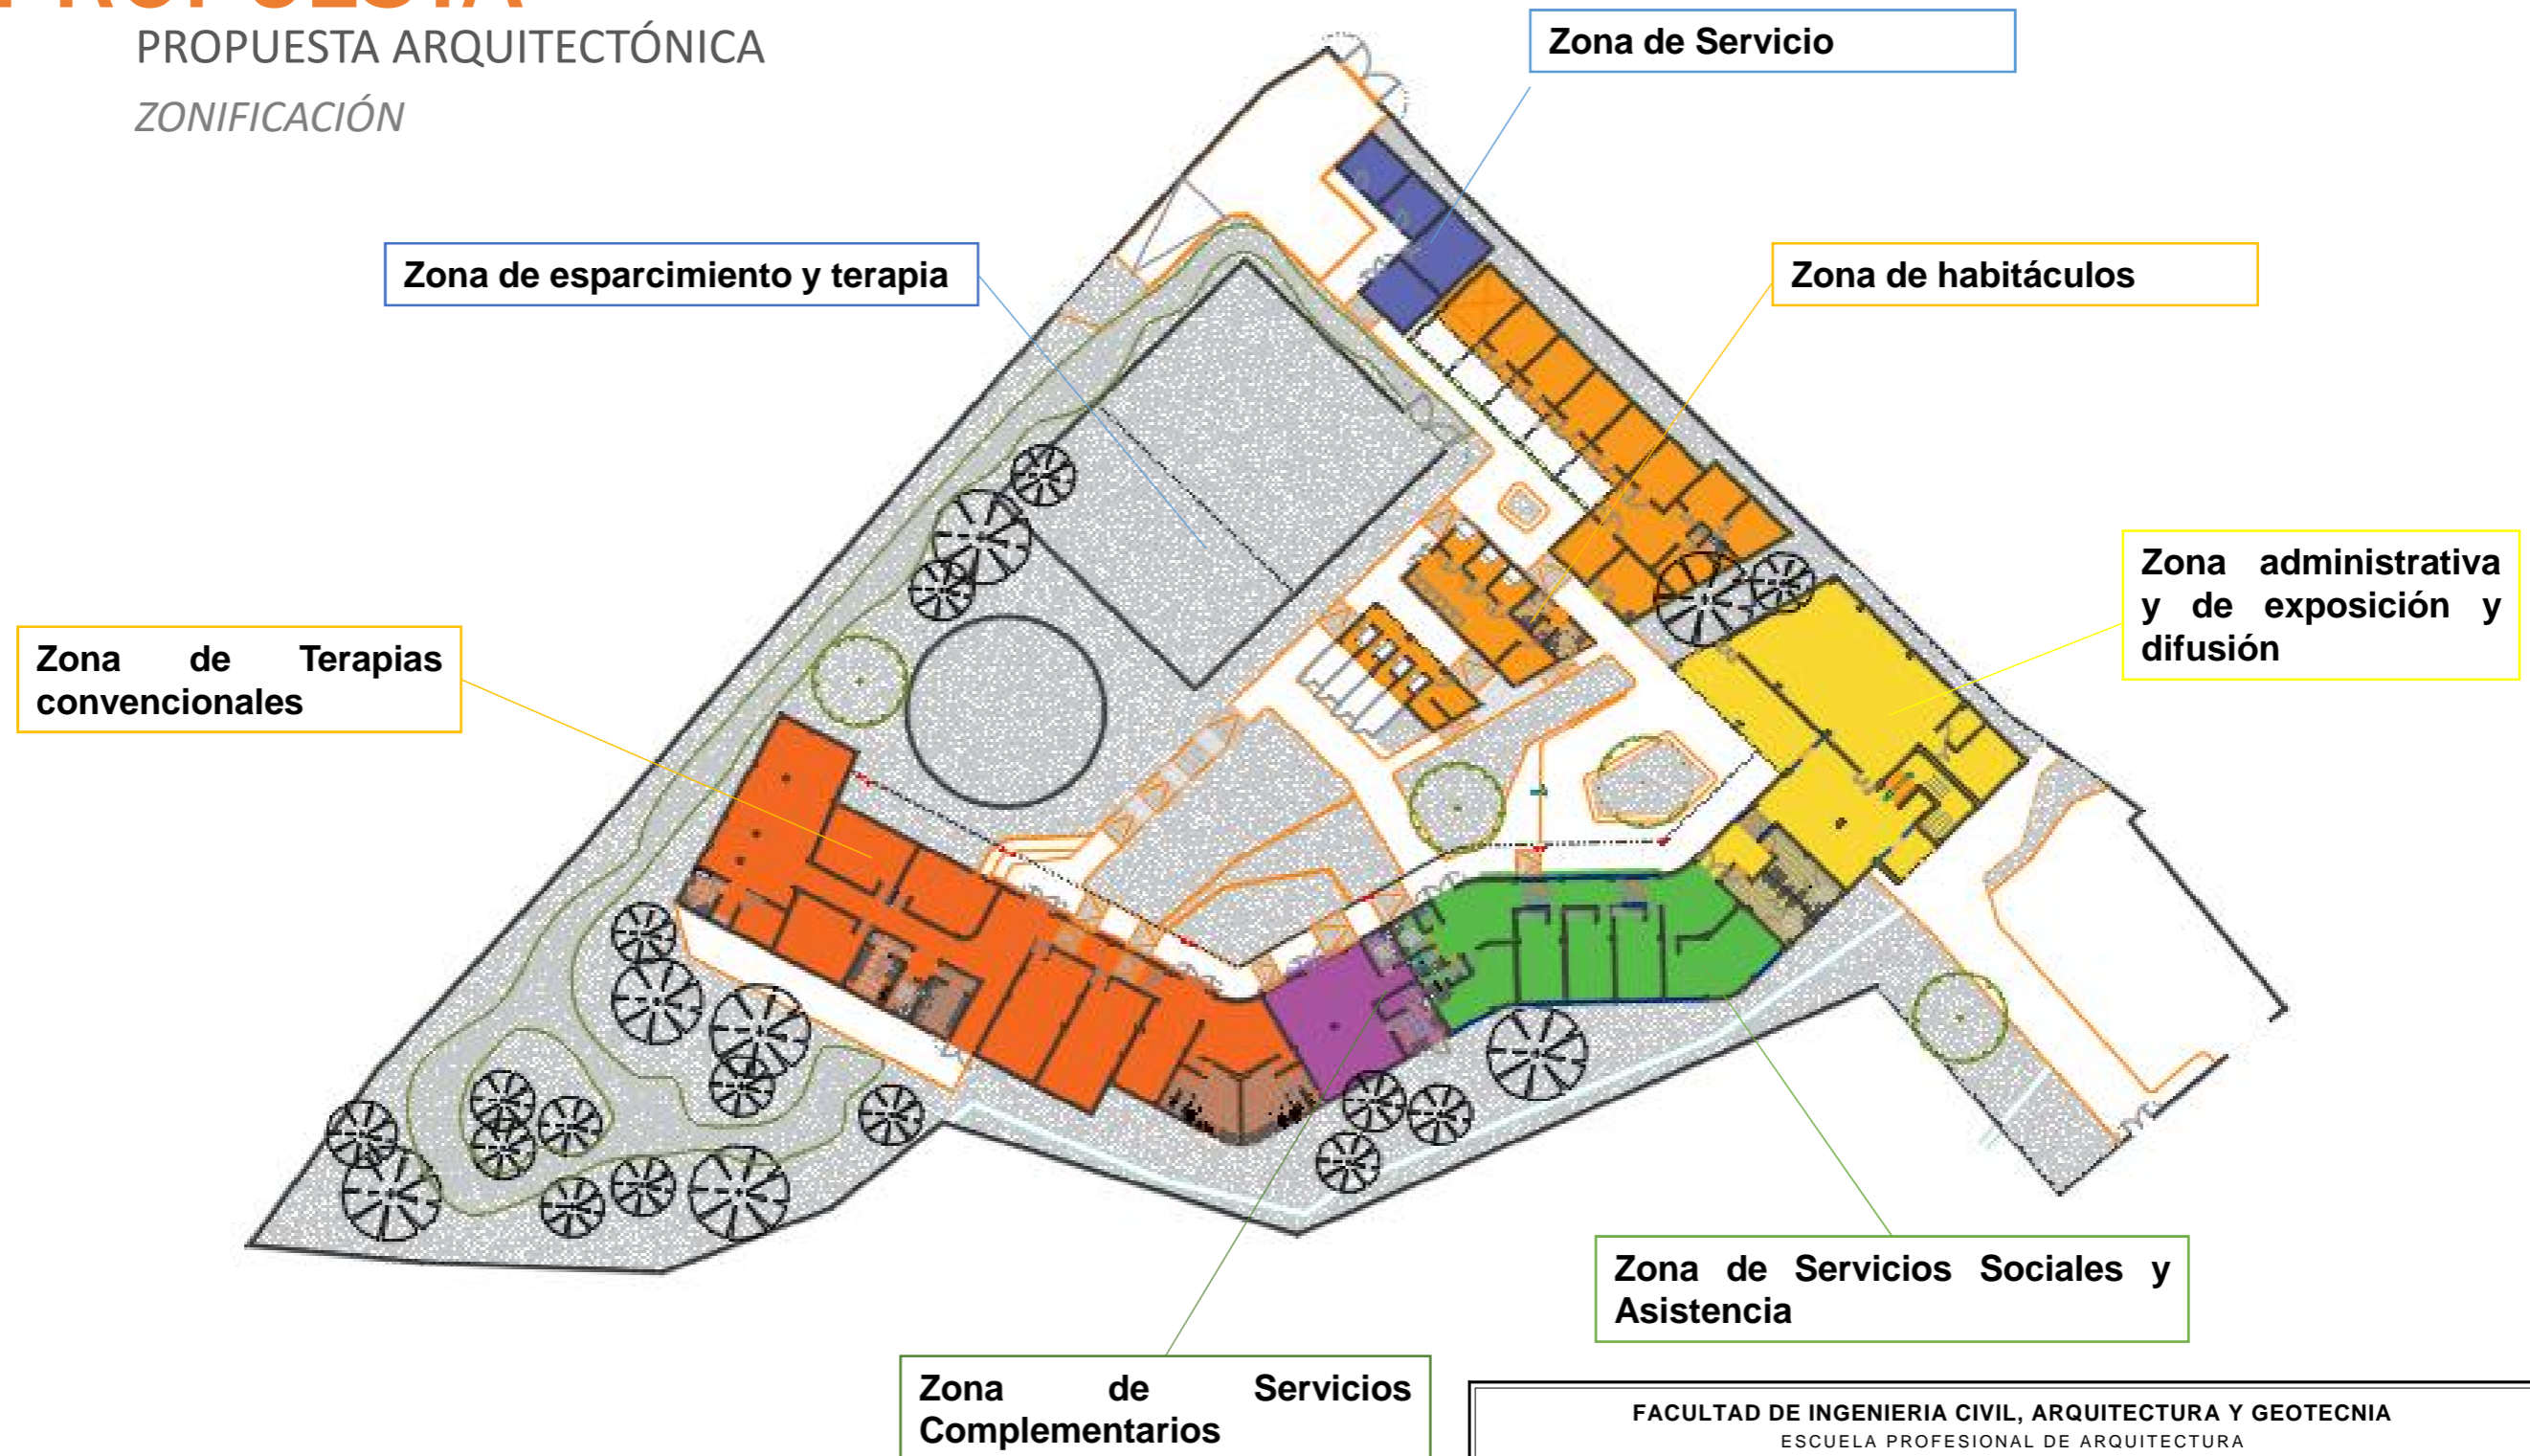 PROPUESTA
PROPUESTA ARQUITECTÓNICA
ZONIFICACIÓN
Zona de Servicio
Zona de esparcimiento y terapia
Zona de habitáculos
Zona administrativa
y de exposición y
difusión
Zona de Terapias
convencionales
Zona de Servicios Sociales y
Asistencia
Zona de Servicios
Complementarios
FACULTAD DE INGENIERIA CIVIL, ARQUITECTURA Y GEOTECNIA
ESCUELA PROFESIONAL DE ARQUITECTURA